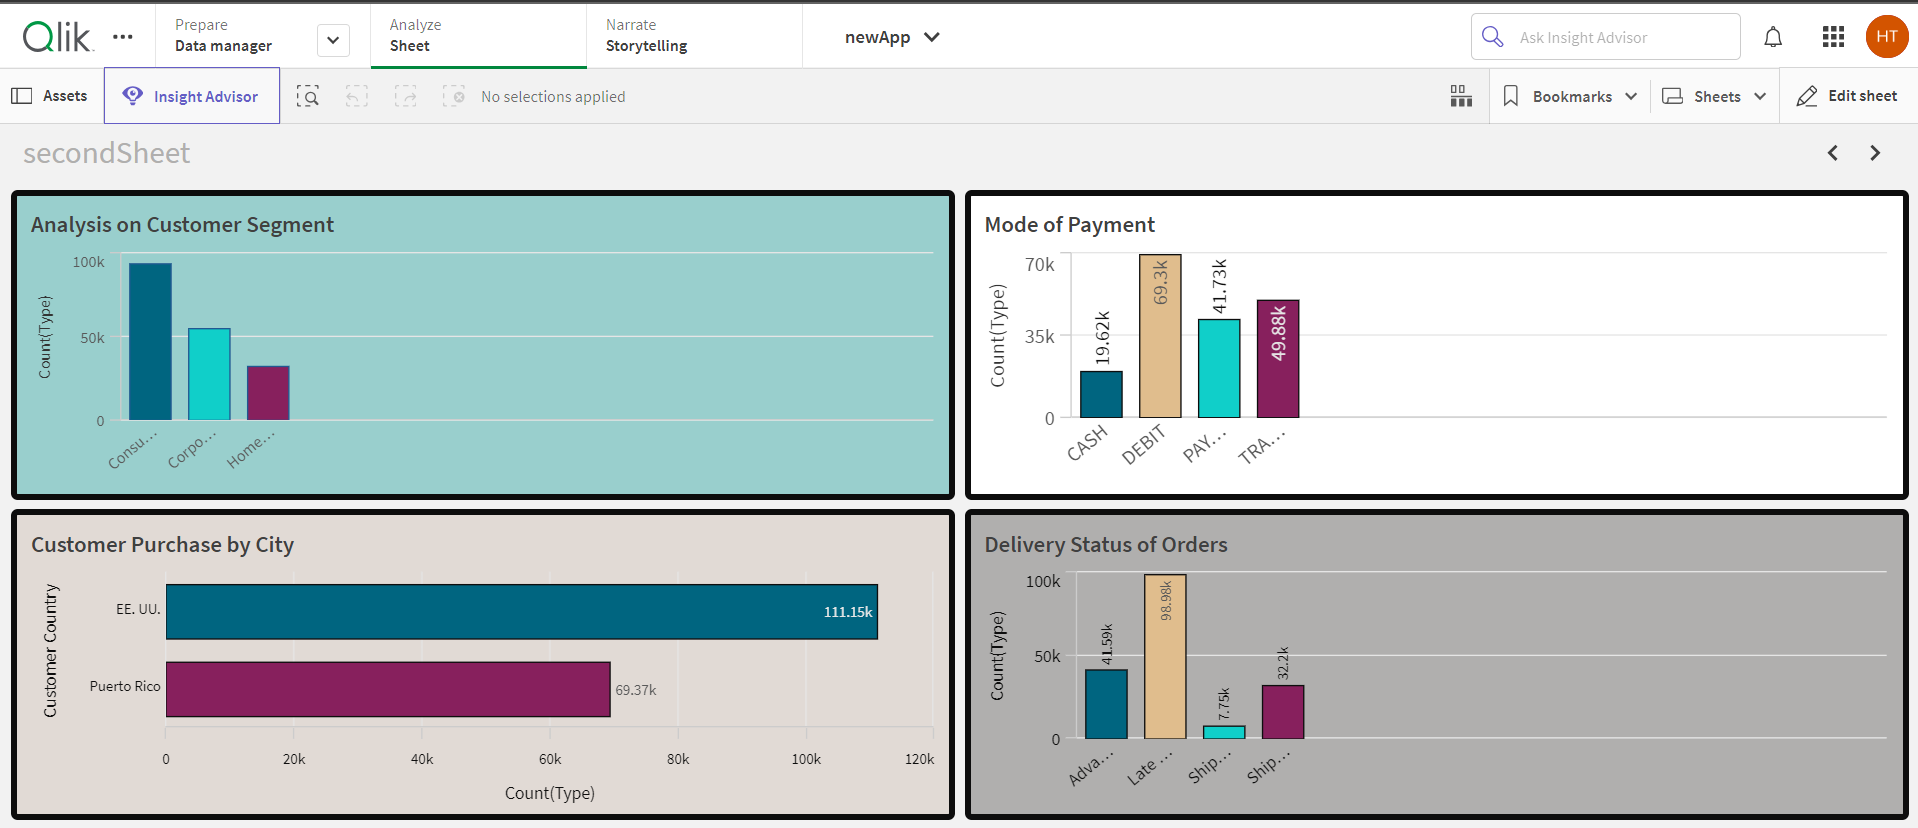 Qlik
Prepare
Data manager
Analyze
Sheet
Narrate
Storytelling
newApp
Ask Insight Advisor
HT
Assets
Insight Advisor
No selections applied
Bookmarks
Sheets
Edit sheet
secondSheet
Analysis on Customer Segment
Count(Type)
100k
50k
0
Consu...
Corpo...
Home...
Mode of Payment
Count(Type)
70k
35k
0
19.62k
69.3k
41.73k
49.88k
CASH
DEBIT
PAY...
TRA...
Customer Purchase by City
Customer Country
EE. UU.
111.15k
Puerto Rico
69.37k
0
20k
40k
60k
80k
100k
120k
Count(Type)
Delivery Status of Orders
Count(Type)
100k
50k
0
41.59k
98.98k
7.75k
32.2k
Adva...
Late ...
Ship...
Ship...